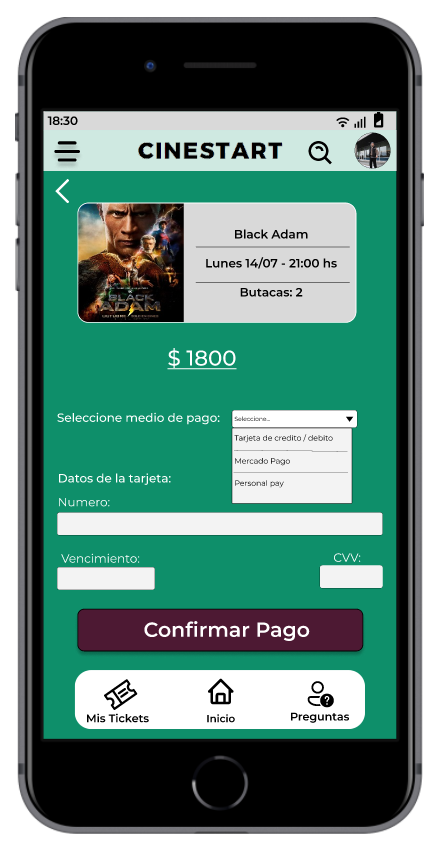 18:30
CINESTART
Black Adam
Lunes 14/07 - 21:00 hs
Butacas: 2
BLACK
ADAM
$ 1800
Seleccione medio de pago:
Seleccione...
Tarjeta de credito / debito
Mercado Pago
Personal pay
Datos de la tarjeta:
Numero:
Vencimiento:
CVV:
Confirmar Pago
Mis Tickets
Inicio
Preguntas